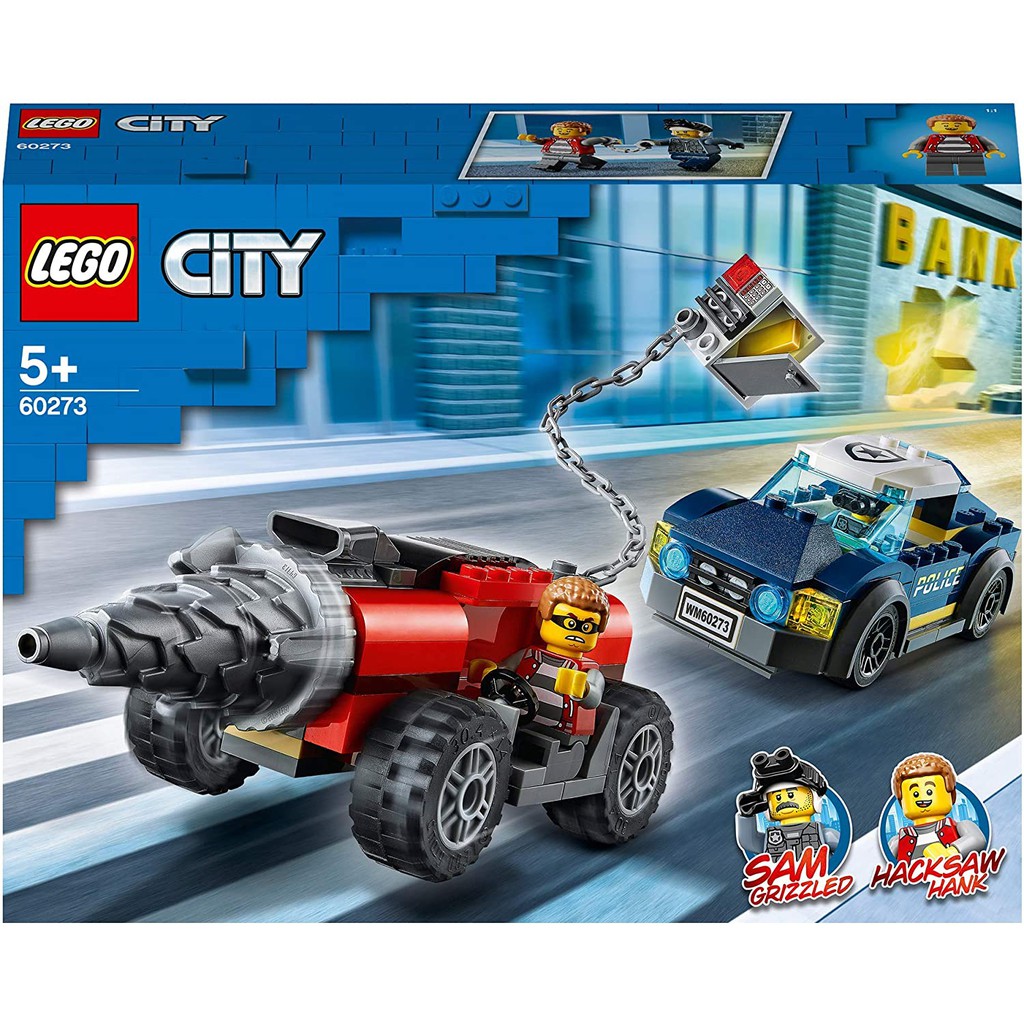 LEGO CITY
60273
LEGO CITY
5+
60273
BANK
POLICE
WM60273
SAM
GRIZZLED
HACKSAW
HANK